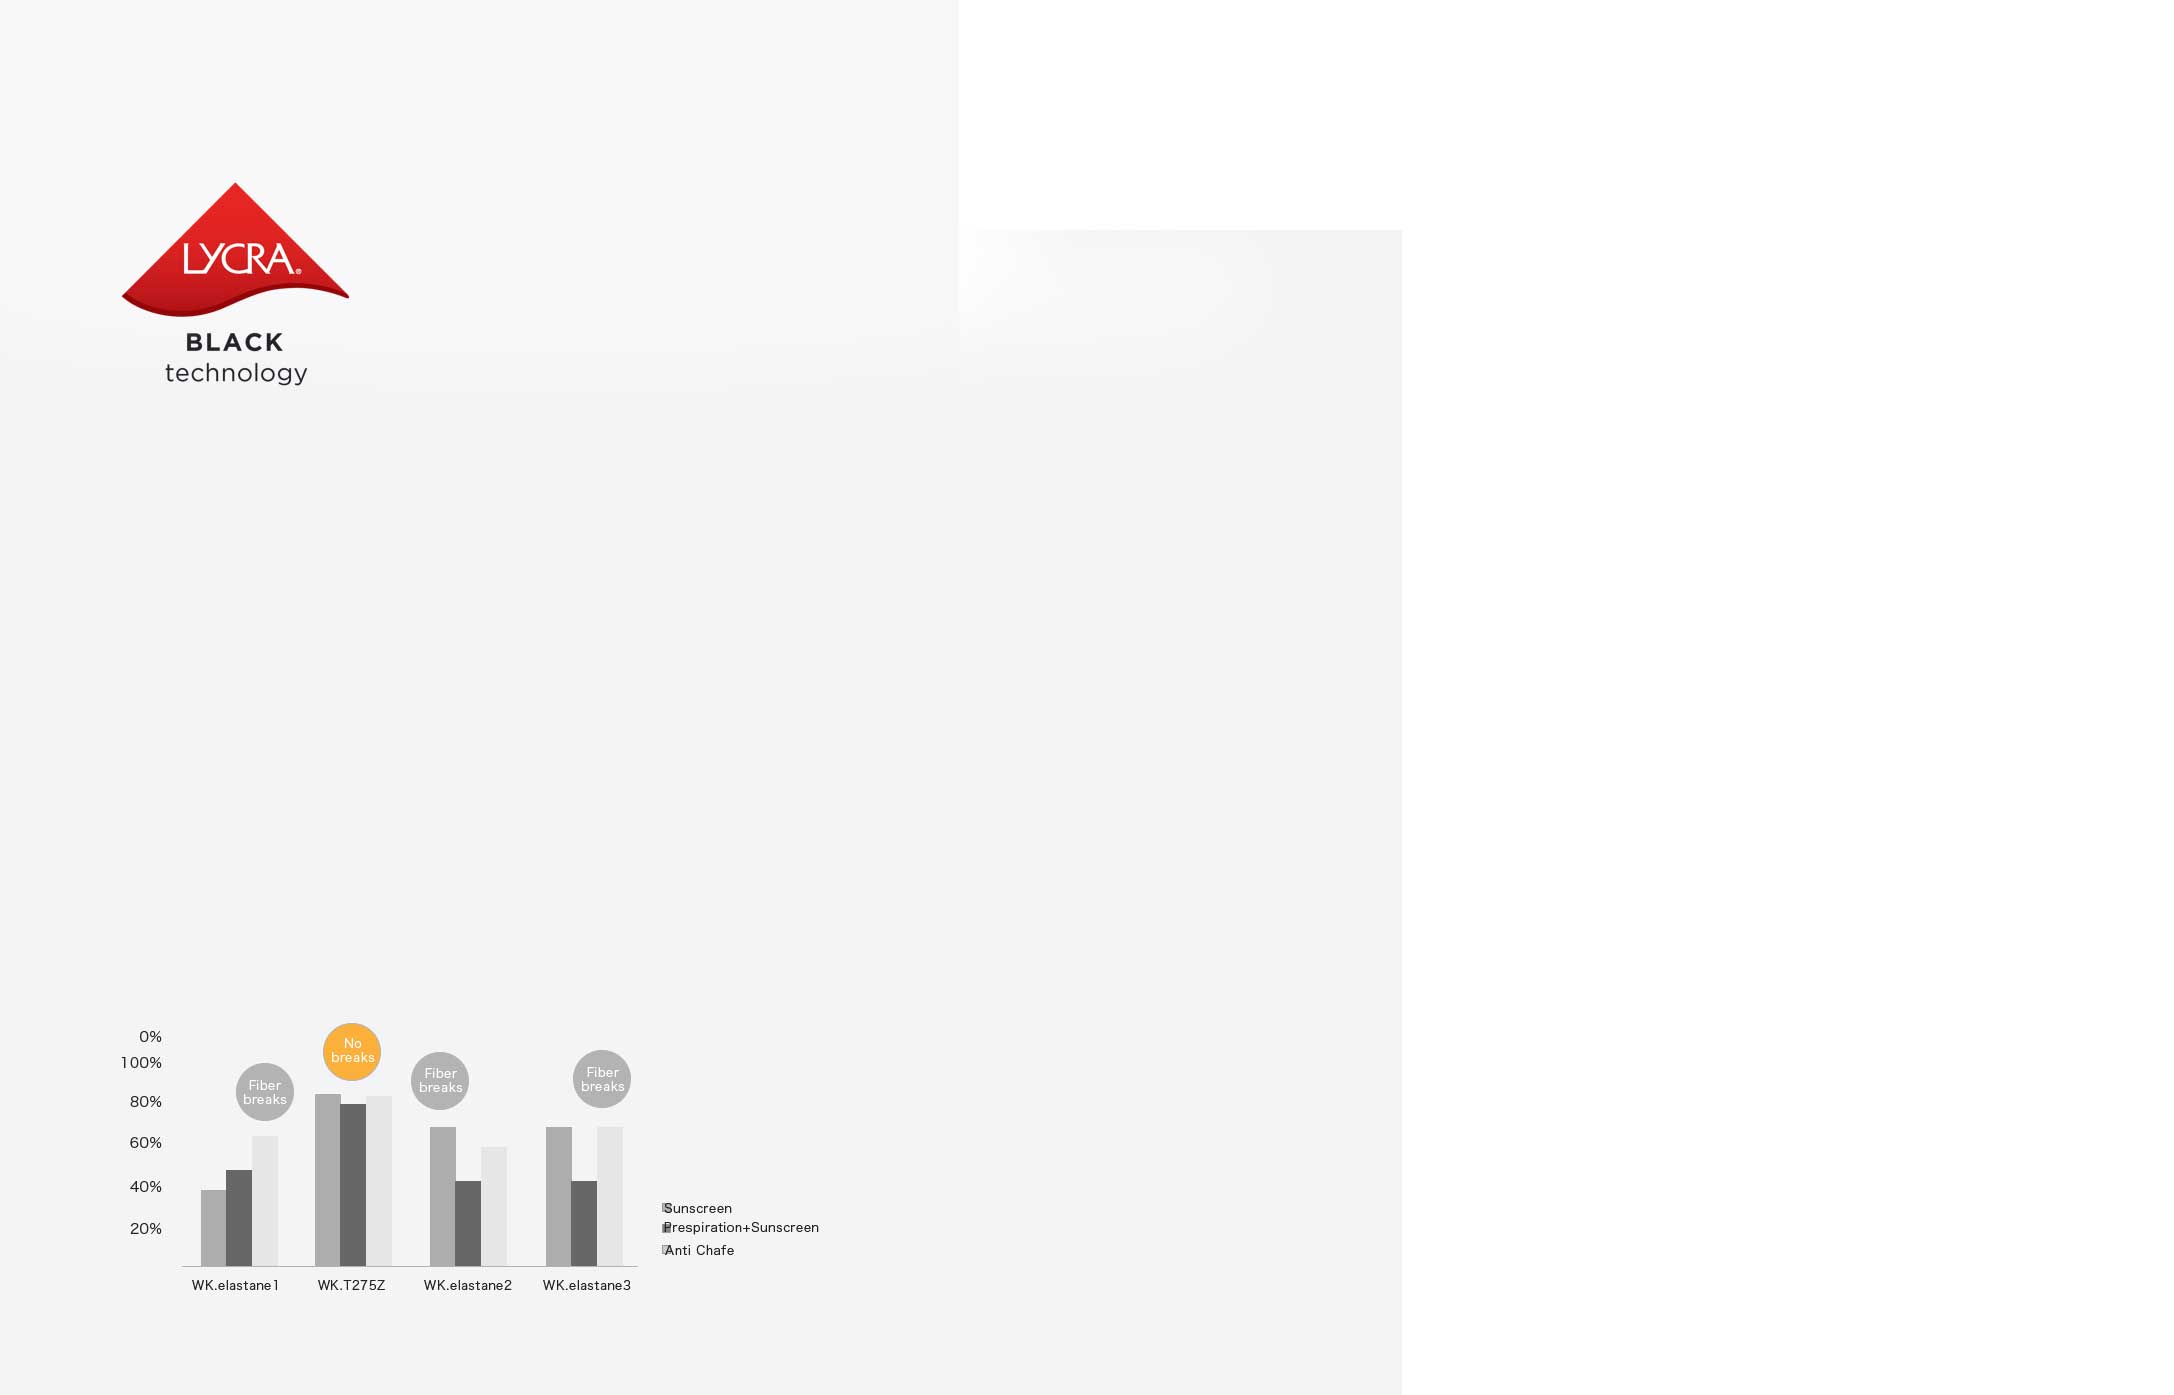 LYCRA®
BLACK
technology
0%
100%
80%
60%
40%
20%
No
breaks
Fiber
breaks
Fiber
breaks
Fiber
breaks
Sunscreen
Prespiration+Sunscreen
Anti Chafe
WK.elastane1
WK.T275Z
WK.elastane2
WK.elastane3